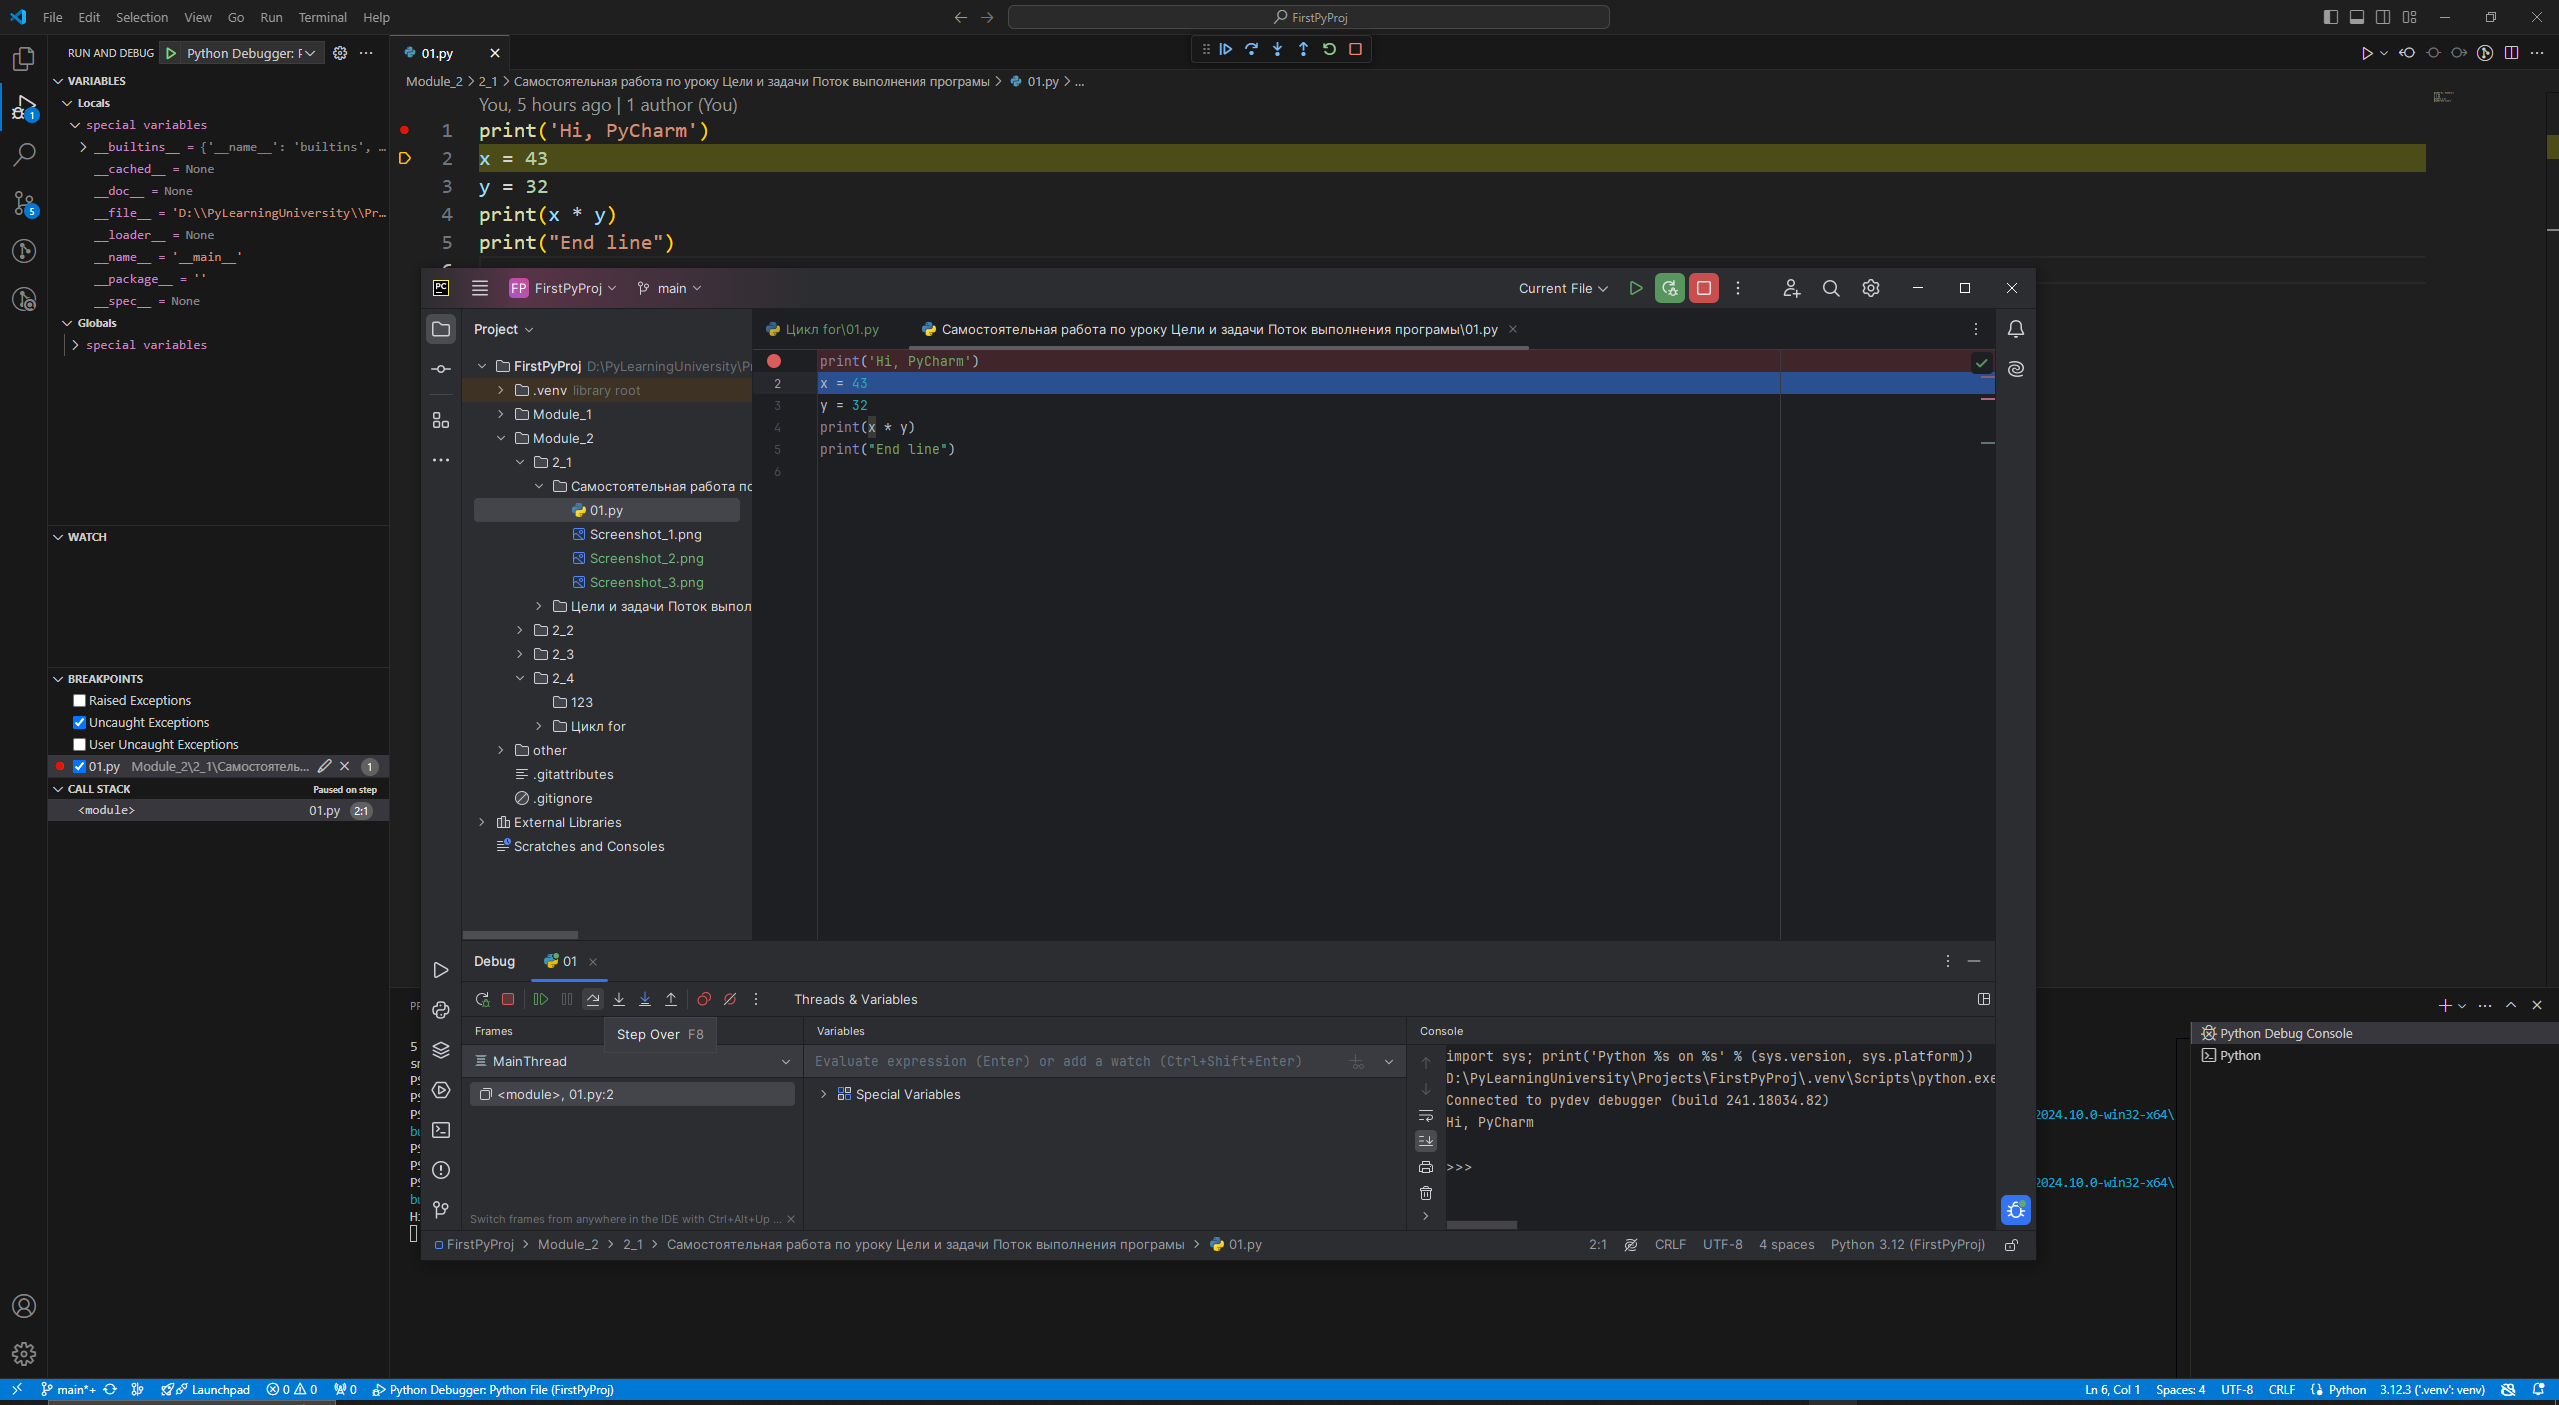 File Edit Selection View Go Run Terminal Help
FirstPyProj
RUN AND DEBUG Python Debugger: F
VARIABLES
Locals
special variables
__builtins__ = {'__name__': 'builtins', …
__cached__ = None
__doc__ = None
__file__ = 'D:\\PyLearningUniversity\\Pr…
__loader__ = None
__name__ = '__main__'
__package__ = ''
__spec__ = None
Globals
special variables
WATCH
BREAKPOINTS
Raised Exceptions
Uncaught Exceptions
User Uncaught Exceptions
01.py Module_2\2_1\Самостоятель… 1
CALL STACK Paused on step
<module> 01.py 2:1
01.py
Module_2 > 2_1 > Самостоятельная работа по уроку Цели и задачи Поток выполнения програмы > 01.py > ...
You, 5 hours ago | 1 author (You)
1 print('Hi, PyCharm')
2 x = 43
3 y = 32
4 print(x * y)
5 print("End line")
PC FP FirstPyProj main Current File
Project
FirstPyProj D:\PyLearningUniversity\P
.venv library root
Module_1
Module_2
2_1
Самостоятельная работа по
01.py
Screenshot_1.png
Screenshot_2.png
Screenshot_3.png
Цели и задачи Поток выпол
2_2
2_3
2_4
123
Цикл for
other
.gitattributes
.gitignore
External Libraries
Scratches and Consoles
Цикл for\01.py Самостоятельная работа по уроку Цели и задачи Поток выполнения програмы\01.py
print('Hi, PyCharm')
2 x = 43
3 y = 32
4 print(x * y)
5 print("End line")
6
Debug 01
Threads & Variables
Frames Variables Console
Step Over F8
MainThread
<module>, 01.py:2
Switch frames from anywhere in the IDE with Ctrl+Alt+Up ...
Evaluate expression (Enter) or add a watch (Ctrl+Shift+Enter)
Special Variables
import sys; print('Python %s on %s' % (sys.version, sys.platform))
D:\PyLearningUniversity\Projects\FirstPyProj\.venv\Scripts\python.exe
Connected to pydev debugger (build 241.18034.82)
Hi, PyCharm
>>>
FirstPyProj > Module_2 > 2_1 > Самостоятельная работа по уроку Цели и задачи Поток выполнения програмы > 01.py
2:1 CRLF UTF-8 4 spaces Python 3.12 (FirstPyProj)
2024.10.0-win32-x64\
2024.10.0-win32-x64\
Python Debug Console
Python
main*+ Launchpad 0 0 0 Python Debugger: Python File (FirstPyProj)
Ln 6, Col 1 Spaces: 4 UTF-8 CRLF Python 3.12.3 ('.venv': venv)